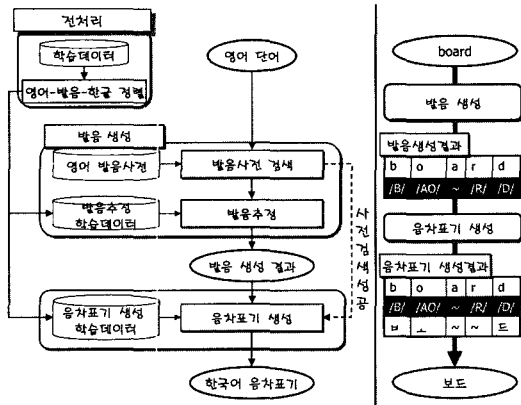 전처리
학습데이터
영어-발음-한글 정렬
영어 단어
발음 생성
영어 발음사전
발음사전 검색
발음추정
학습데이터
발음추정
발음 생성 결과
음차표기 생성
학습데이터
음차표기 생성
한국어 음차표기
사전검색성공
board
발음 생성
발음생성결과
b o a r d
/B/ /AO/ ~ /R/ /D/
음차표기 생성
음차표기 생성결과
b o a r d
/B/ /AO/ ~ /R/ /D/
ㅂ ㅗ ~ ~ 드
보드